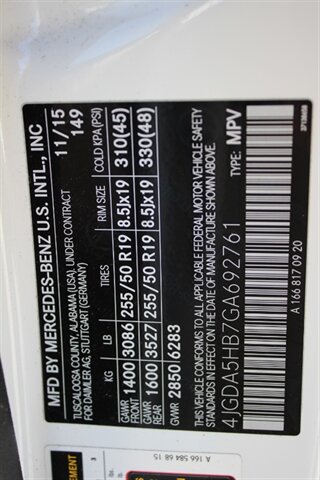 MFD BY MERCEDES-BENZ U.S. INTL., INC
TUSCALOOSA COUNTY, ALABAMA (USA), UNDER CONTRACT 11/15
FOR DAIMLER AG, STUTTGART (GERMANY) 149
KG LB TIRES RIM SIZE COLD KPA(PSI)
GAWR FRONT 1400 3086 255/50 R19 8.5Jx19 310(45)
GAWR REAR 1600 3527 255/50 R19 8.5Jx19 330(48)
GVWR 2850 6283
THIS VEHICLE CONFORMS TO ALL APPLICABLE FEDERAL MOTOR VEHICLE SAFETY
STANDARDS IN EFFECT ON THE DATE OF MANUFACTURE SHOWN ABOVE.
4JGDA5HB7GA692761 TYPE: MPV
A 166 817 09 20
A 166 584 68 15